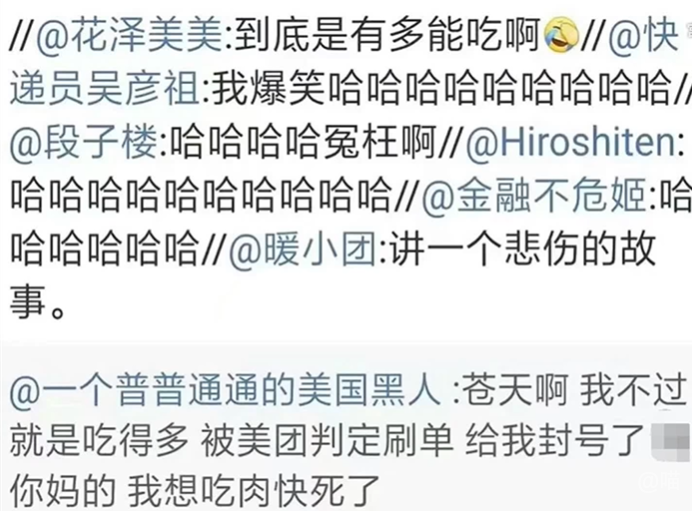 //@花泽美美:到底是有多能吃啊🤣//@快
递员吴彦祖:我爆笑哈哈哈哈哈哈哈哈哈//
@段子楼:哈哈哈哈冤枉啊//@Hiroshiten:
哈哈哈哈哈哈哈哈哈哈//@金融不危姬:哈
哈哈哈哈哈//@暖小团:讲一个悲伤的故
事。
@一个普普通通的美国黑人 :苍天啊 我不过
就是吃得多 被美团判定刷单 给我封号了
你妈的 我想吃肉快死了